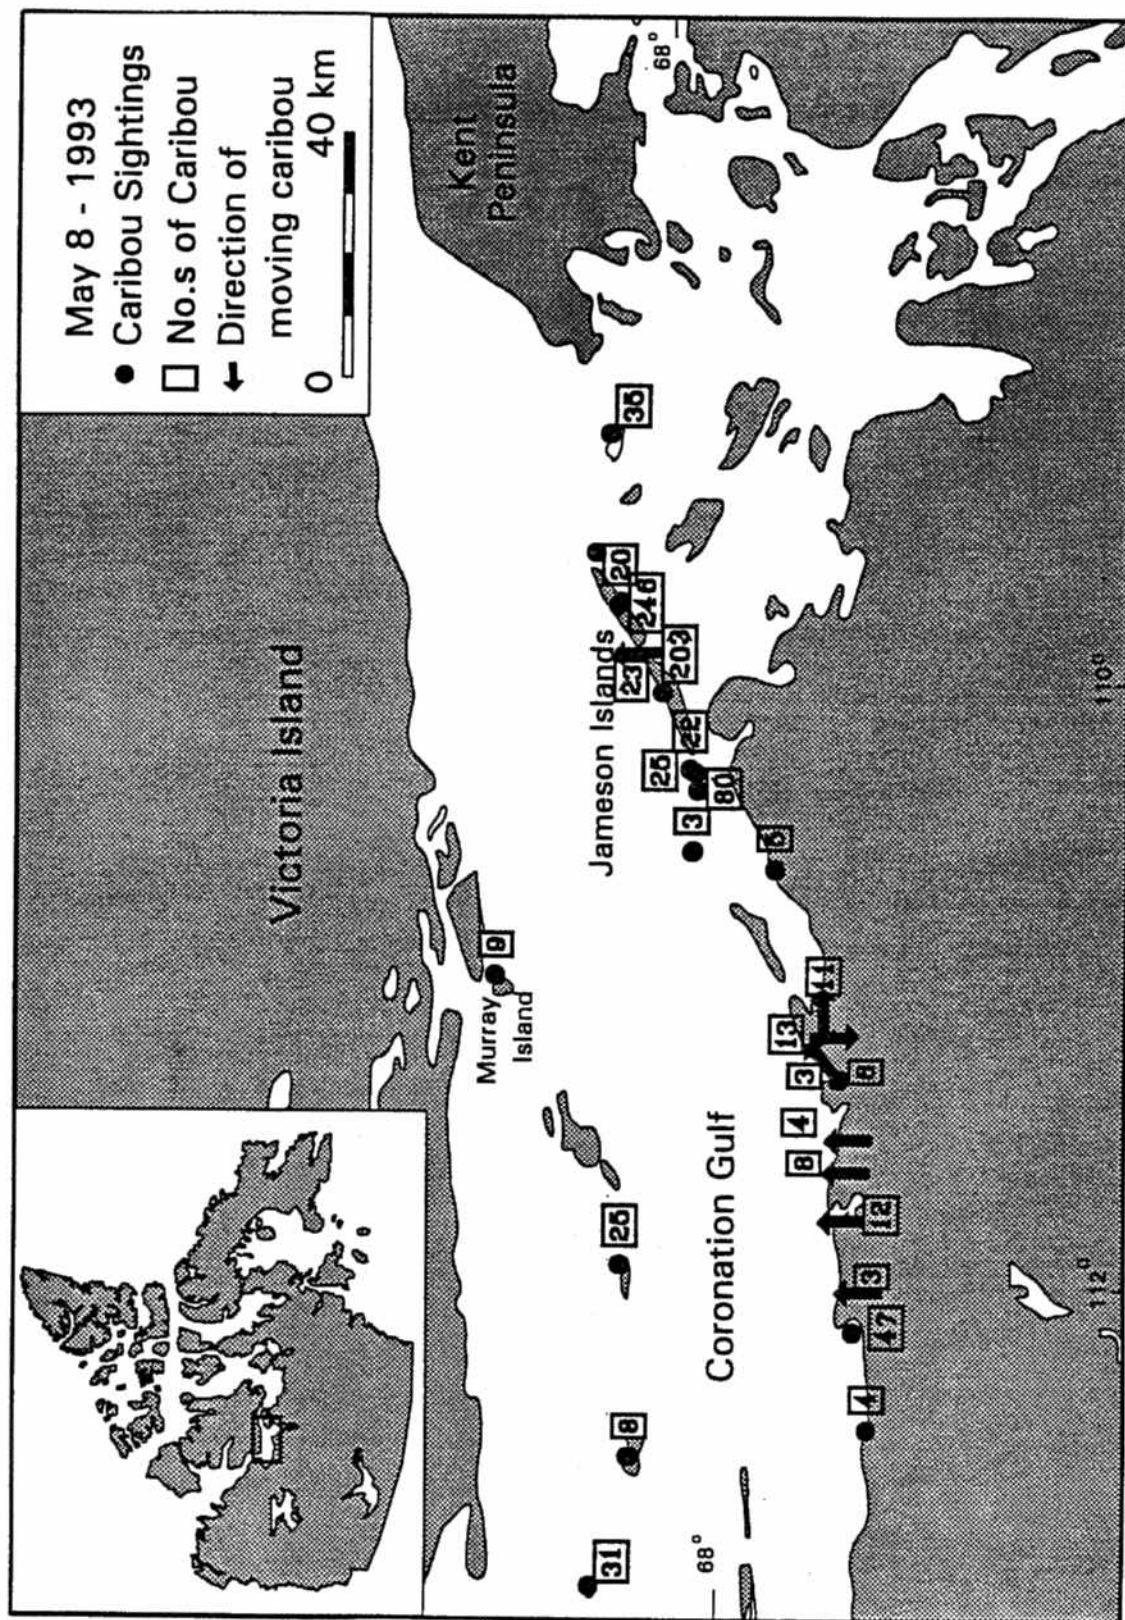 May 8 - 1993
Caribou Sightings
No.s of Caribou
Direction of
moving caribou
0 40 km
Victoria Island
Kent
Peninsula
68°
35
20
246
Jameson Islands
23
203
22
25
80
3
9
Murray
Island
11
13
3
4
8
12
3
47
4
25
Coronation Gulf
8
31
68°
110°
112°